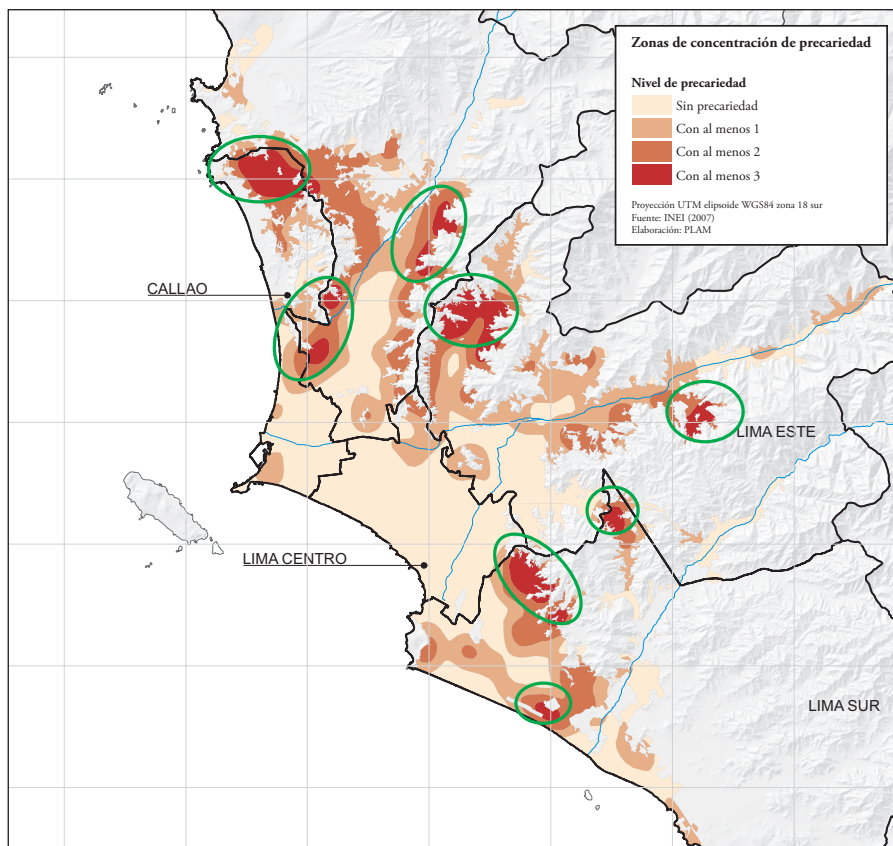 Zonas de concentración de precariedad
Nivel de precariedad
Sin precariedad
Con al menos 1
Con al menos 2
Con al menos 3
Proyección UTM elipsoide WGS84 zona 18 sur
Fuente: INEI (2007)
Elaboración: PLAM
CALLAO
LIMA ESTE
LIMA CENTRO
LIMA SUR